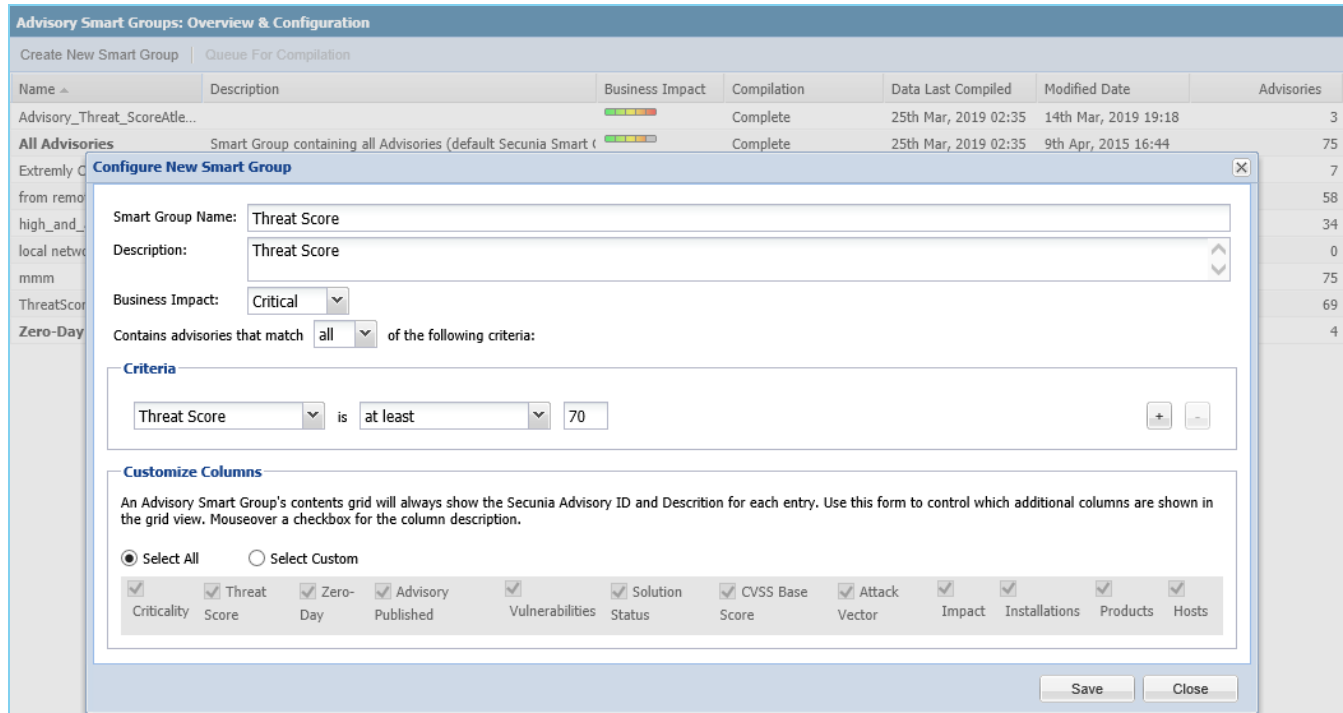 Advisory Smart Groups: Overview & Configuration
Create New Smart Group Queue For Compilation
Name Description Business Impact Compilation Data Last Compiled Modified Date Advisories
Advisory_Threat_ScoreAtle... Complete 25th Mar, 2019 02:35 14th Mar, 2019 19:18 3
All Advisories Smart Group containing all Advisories (default Secunia Smart ( Complete 25th Mar, 2019 02:35 9th Apr, 2015 16:44 75
Extremly C 7
from remo 58
high_and_ 34
local netwo 0
mmm 75
ThreatScor 69
Zero-Day 4
Configure New Smart Group
Smart Group Name: Threat Score
Description: Threat Score
Business Impact: Critical
Contains advisories that match all of the following criteria:
Criteria
Threat Score is at least 70 + -
Customize Columns
An Advisory Smart Group's contents grid will always show the Secunia Advisory ID and Descrition for each entry. Use this form to control which additional columns are shown in
the grid view. Mouseover a checkbox for the column description.
Select All Select Custom
Criticality Threat Score Zero-Day Advisory Published Vulnerabilities Solution Status CVSS Base Score Attack Vector Impact Installations Products Hosts
Save Close